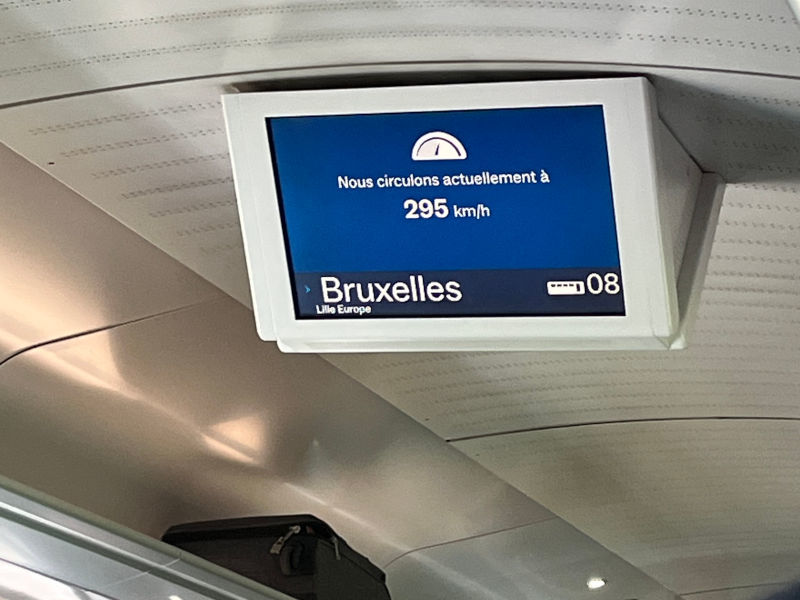 Nous circulons actuellement à
295 km/h
Bruxelles
08
Lille Europe